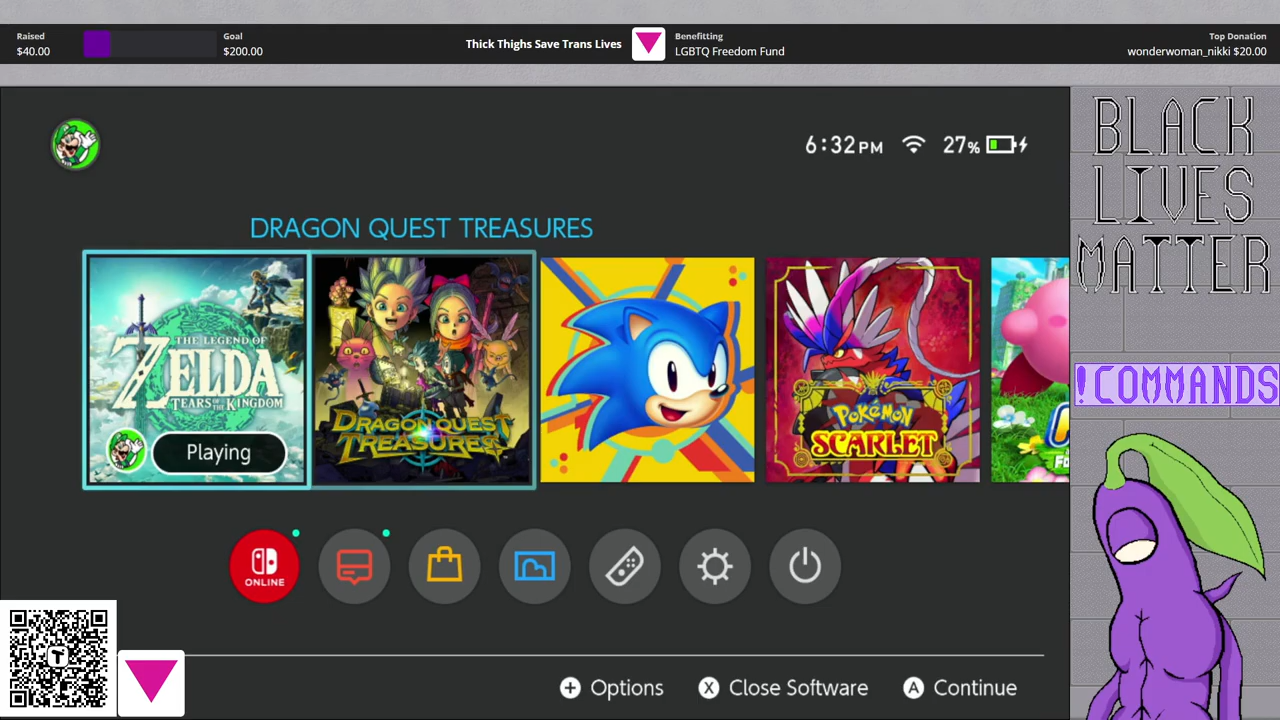 Raised
$40.00
Goal
$200.00
Thick Thighs Save Trans Lives
Benefitting
LGBTQ Freedom Fund
Top Donation
wonderwoman_nikki $20.00
6:32 PM
27%
DRAGON QUEST TREASURES
THE LEGEND OF
ZELDA
TEARS OF THE KINGDOM
Playing
DRAGON QUEST
TREASURES
POKÉMON
SCARLET
ONLINE
T
+ Options
X Close Software
A Continue
BLACK
LIVES
MATTER
!COMMANDS